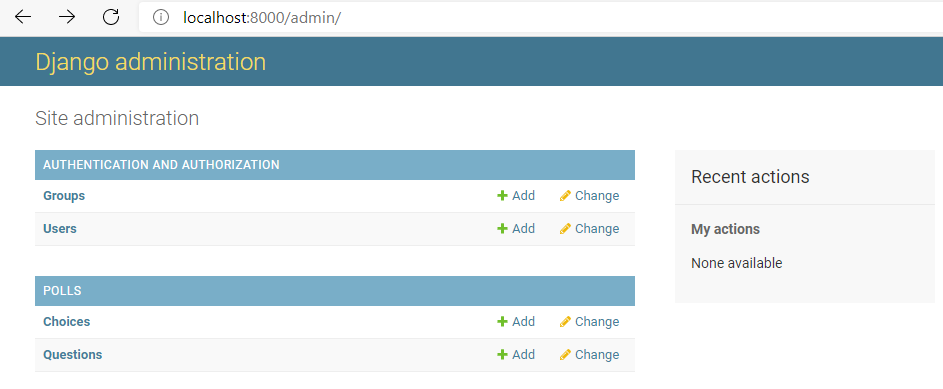 localhost:8000/admin/
Django administration
Site administration
AUTHENTICATION AND AUTHORIZATION
Groups Add Change
Users Add Change
POLLS
Choices Add Change
Questions Add Change
Recent actions
My actions
None available